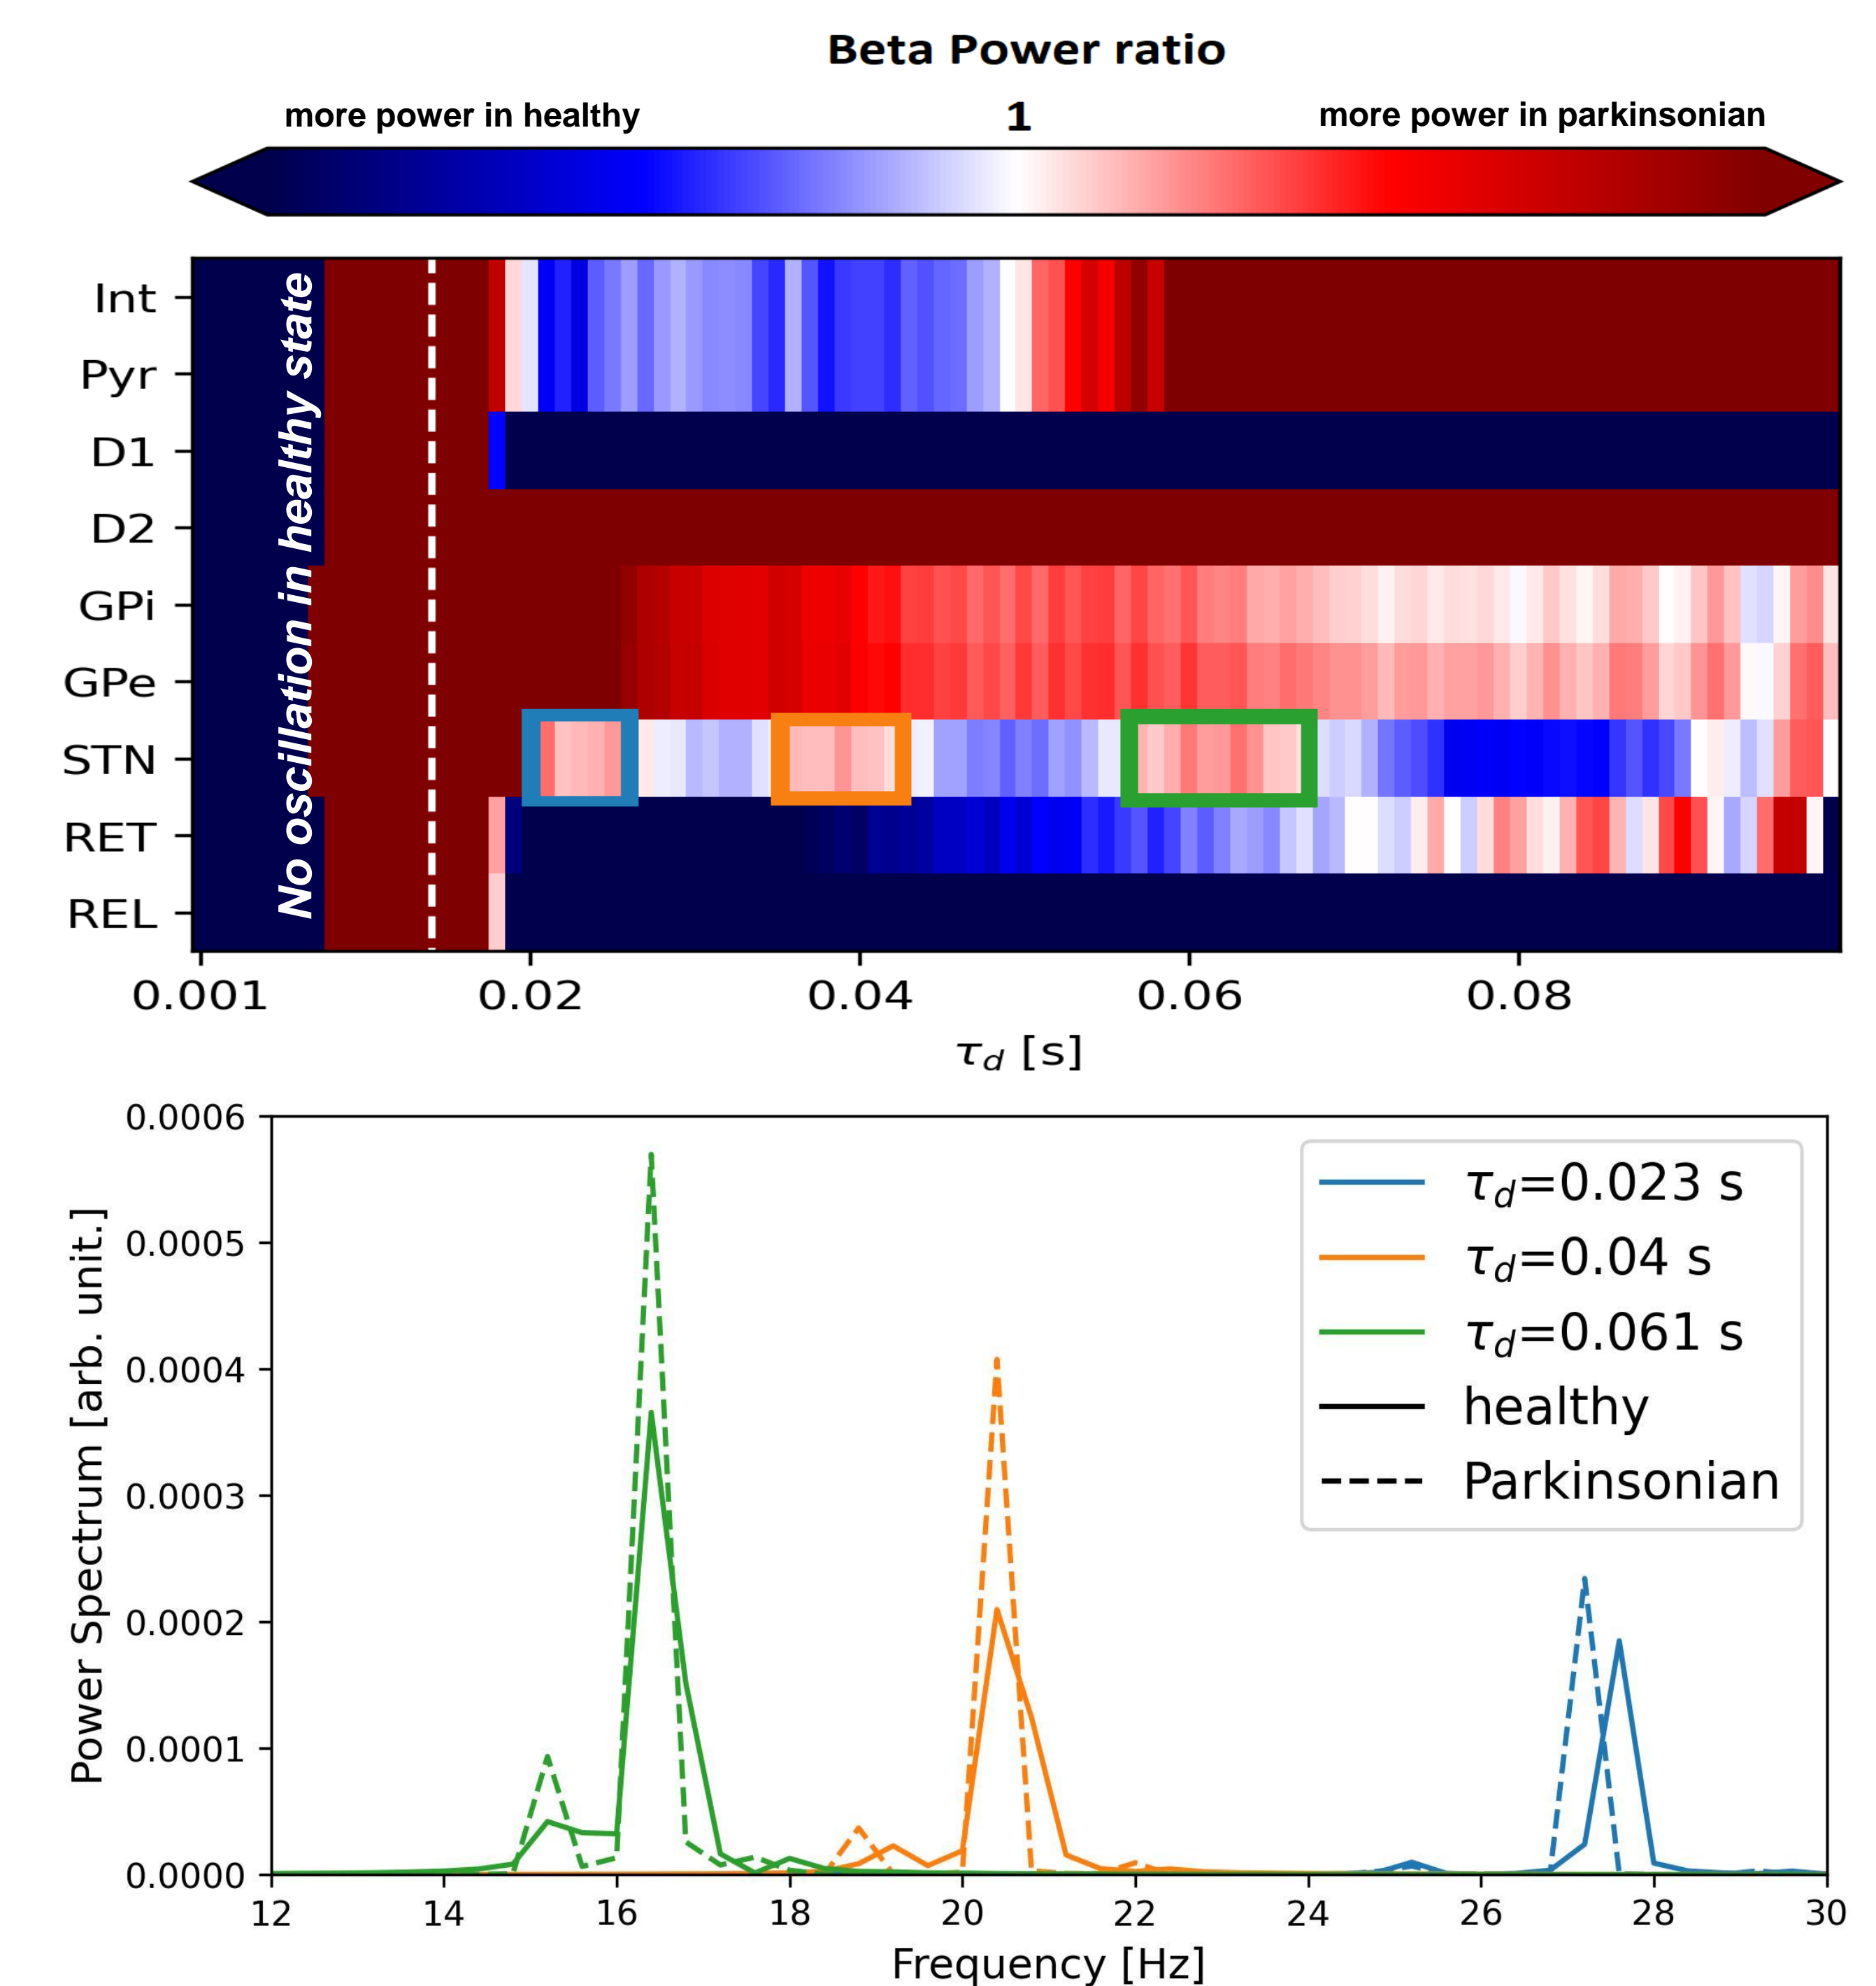 Beta Power ratio
more power in healthy 1 more power in parkinsonian
No oscillation in healthy state
Int
Pyr
D1
D2
GPi
GPe
STN
RET
REL
0.001 0.02 0.04 0.06 0.08
τd [s]
Power Spectrum [arb. unit.]
0.0006
0.0005
0.0004
0.0003
0.0002
0.0001
0.0000
τd=0.023 s
τd=0.04 s
τd=0.061 s
healthy
Parkinsonian
12 14 16 18 20 22 24 26 28 30
Frequency [Hz]